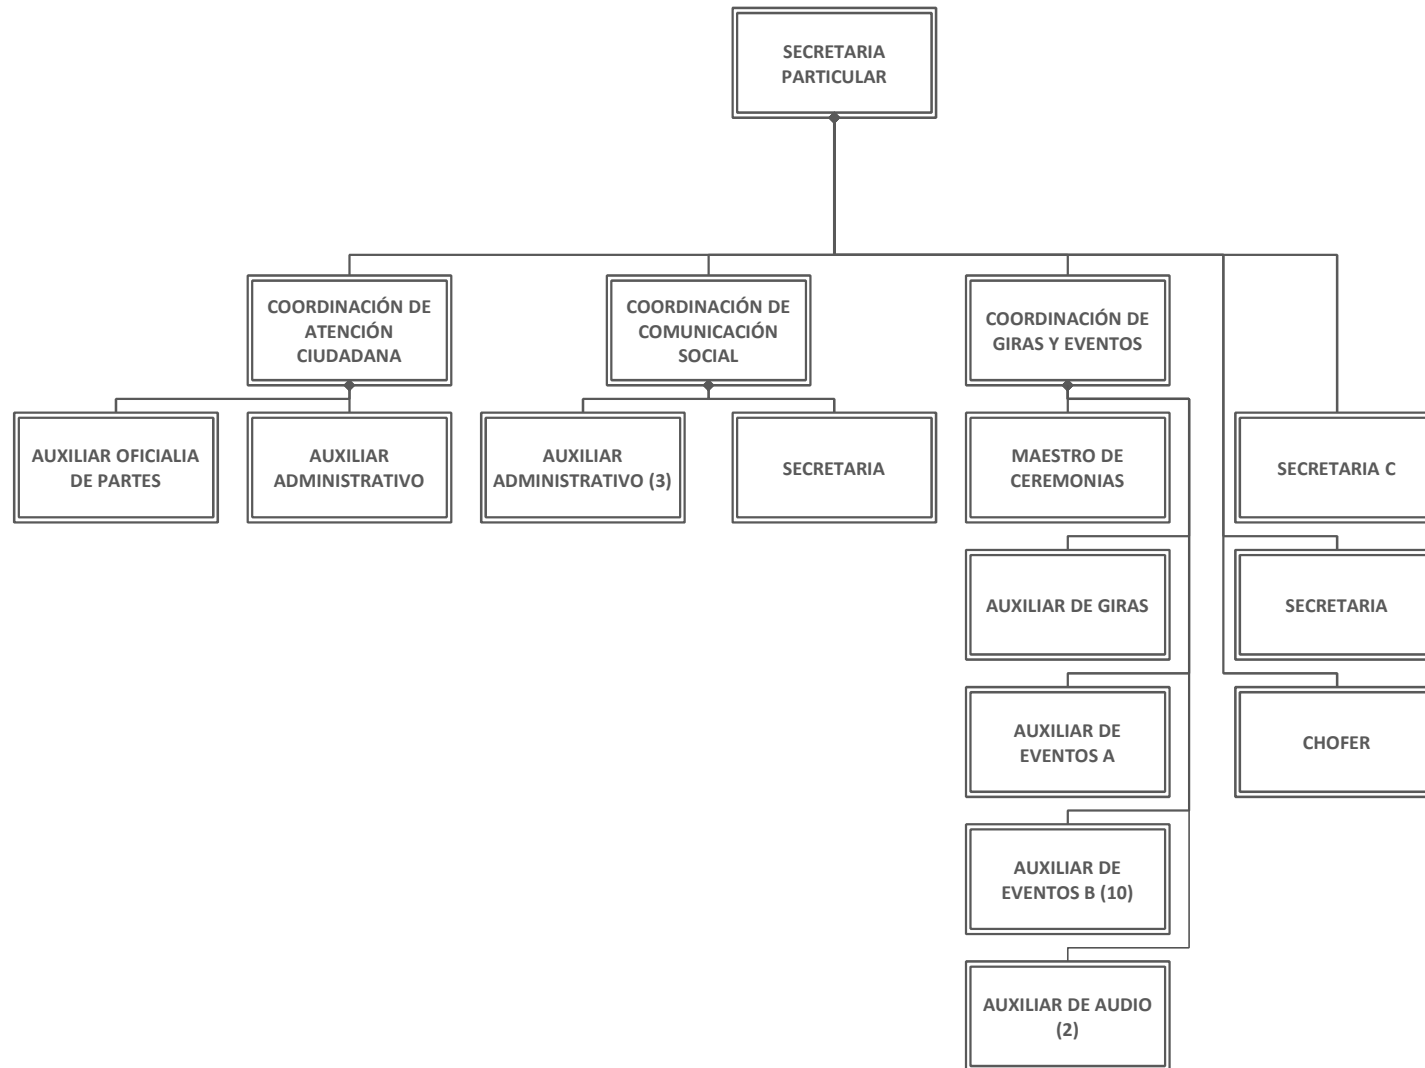 SECRETARIA
PARTICULAR
COORDINACIÓN DE
ATENCIÓN
CIUDADANA
COORDINACIÓN DE
COMUNICACIÓN
SOCIAL
COORDINACIÓN DE
GIRAS Y EVENTOS
AUXILIAR OFICIALIA
DE PARTES
AUXILIAR
ADMINISTRATIVO
AUXILIAR
ADMINISTRATIVO (3)
SECRETARIA
MAESTRO DE
CEREMONIAS
SECRETARIA C
AUXILIAR DE GIRAS
SECRETARIA
AUXILIAR DE
EVENTOS A
CHOFER
AUXILIAR DE
EVENTOS B (10)
AUXILIAR DE AUDIO
(2)